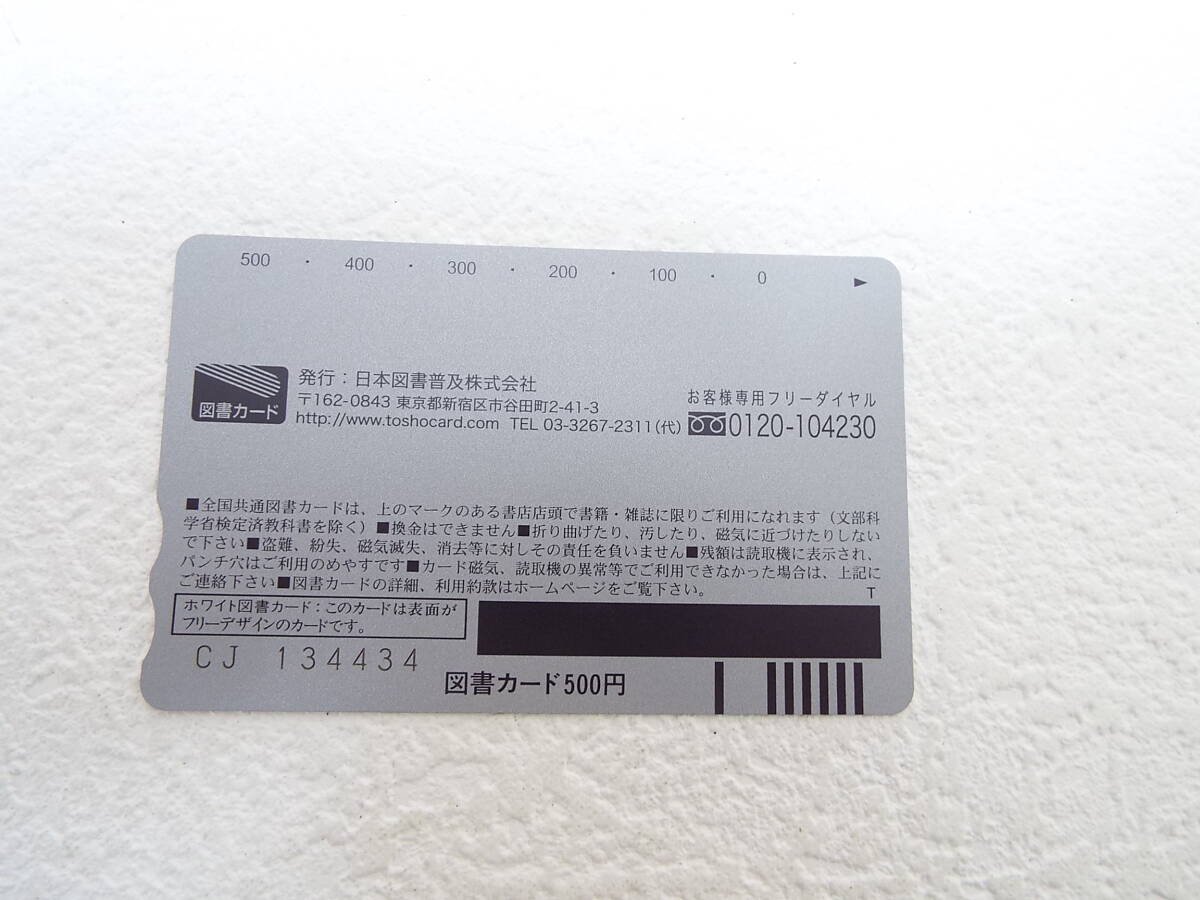 500 ・ 400 ・ 300 ・ 200 ・ 100 ・ 0 ►
図書カード
発行：日本図書普及株式会社
〒162-0843 東京都新宿区市谷田町2-41-3
http://www.toshocard.com TEL 03-3267-2311(代)
お客様専用フリーダイヤル
0120-104230
■全国共通図書カードは、上のマークのある書店店頭で書籍・雑誌に限りご利用になれます（文部科
学省検定済教科書を除く）■換金はできません■折り曲げたり、汚したり、磁気に近づけたりしない
で下さい■盗難、紛失、磁気滅失、消去等に対しその責任を負いません■残額は読取機に表示され、
パンチ穴はご利用のめやすです■カード磁気、読取機の異常等でご利用できなかった場合は、上記に
ご連絡下さい■図書カードの詳細、利用約款はホームページをご覧下さい。
T
ホワイト図書カード：このカードは表面が
フリーデザインのカードです。
CJ 134434
図書カード500円